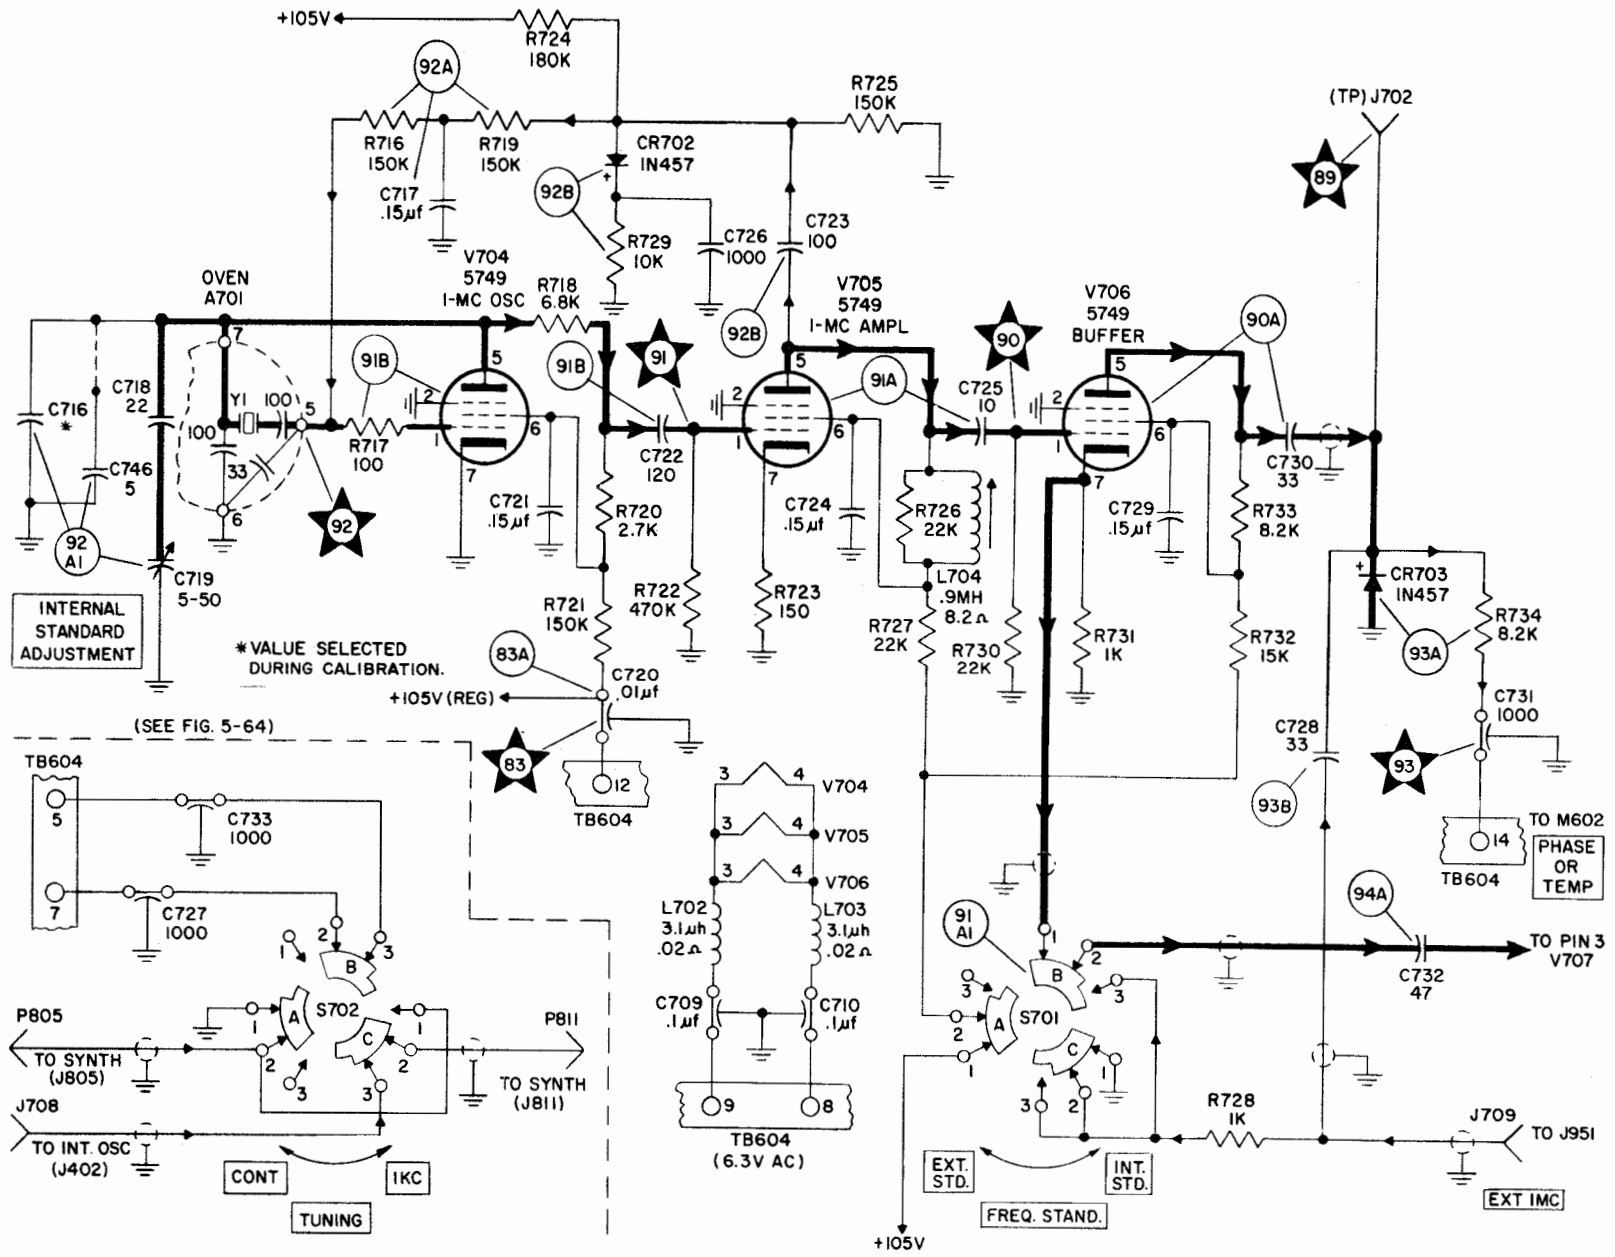 +105V
R724
180K
92A
R725
150K
(TP) J702
89
R716
150K
R719
150K
CR702
1N457
+
92B
C717
.15µf
C723
100
R729
10K
C726
1000
OVEN
A701
V704
5749
1-MC OSC
R718
6.8K
V705
5749
1-MC AMPL
V706
5749
BUFFER
92B
90
90A
91B
91B
91
91A
7
5
5
5
C718
22
C716
*
C746
5
Y1
100
5
100
33
6
R717
100
2
1
6
7
C722
120
2
1
6
7
C725
10
2
1
6
7
C730
33
92
A1
92
C719
5-50
C721
.15µf
R720
2.7K
C724
.15µf
R726
22K
C729
.15µf
R733
8.2K
INTERNAL
STANDARD
ADJUSTMENT
R721
150K
R722
470K
R723
150
L704
.9MH
8.2Ω
+
CR703
1N457
R734
8.2K
*VALUE SELECTED
DURING CALIBRATION.
83A
R727
22K
R730
22K
R731
1K
R732
15K
93A
C720
.01µf
+105V (REG)
83
12
TB604
C731
1000
C728
33
93
93B
14
TB604
TO M602
PHASE
OR
TEMP
(SEE FIG. 5-64)
TB604
5
C733
1000
7
C727
1000
3
4
V704
3
4
V705
3
4
V706
L702
3.1µh
.02Ω
L703
3.1µh
.02Ω
C709
.1µf
C710
.1µf
9
8
TB604
(6.3V AC)
94A
91
A1
1
2
3
B
3
2
A
S701
C
1
1
3
2
C732
47
TO PIN 3
V707
1
2
3
B
A
S702
C
1
1
2
2
3
3
P805
TO SYNTH
(J805)
P811
TO SYNTH
(J811)
J708
TO INT. OSC
(J402)
CONT
1KC
TUNING
R728
1K
J709
TO J951
EXT 1MC
EXT.
STD.
INT.
STD.
FREQ. STAND.
+105V